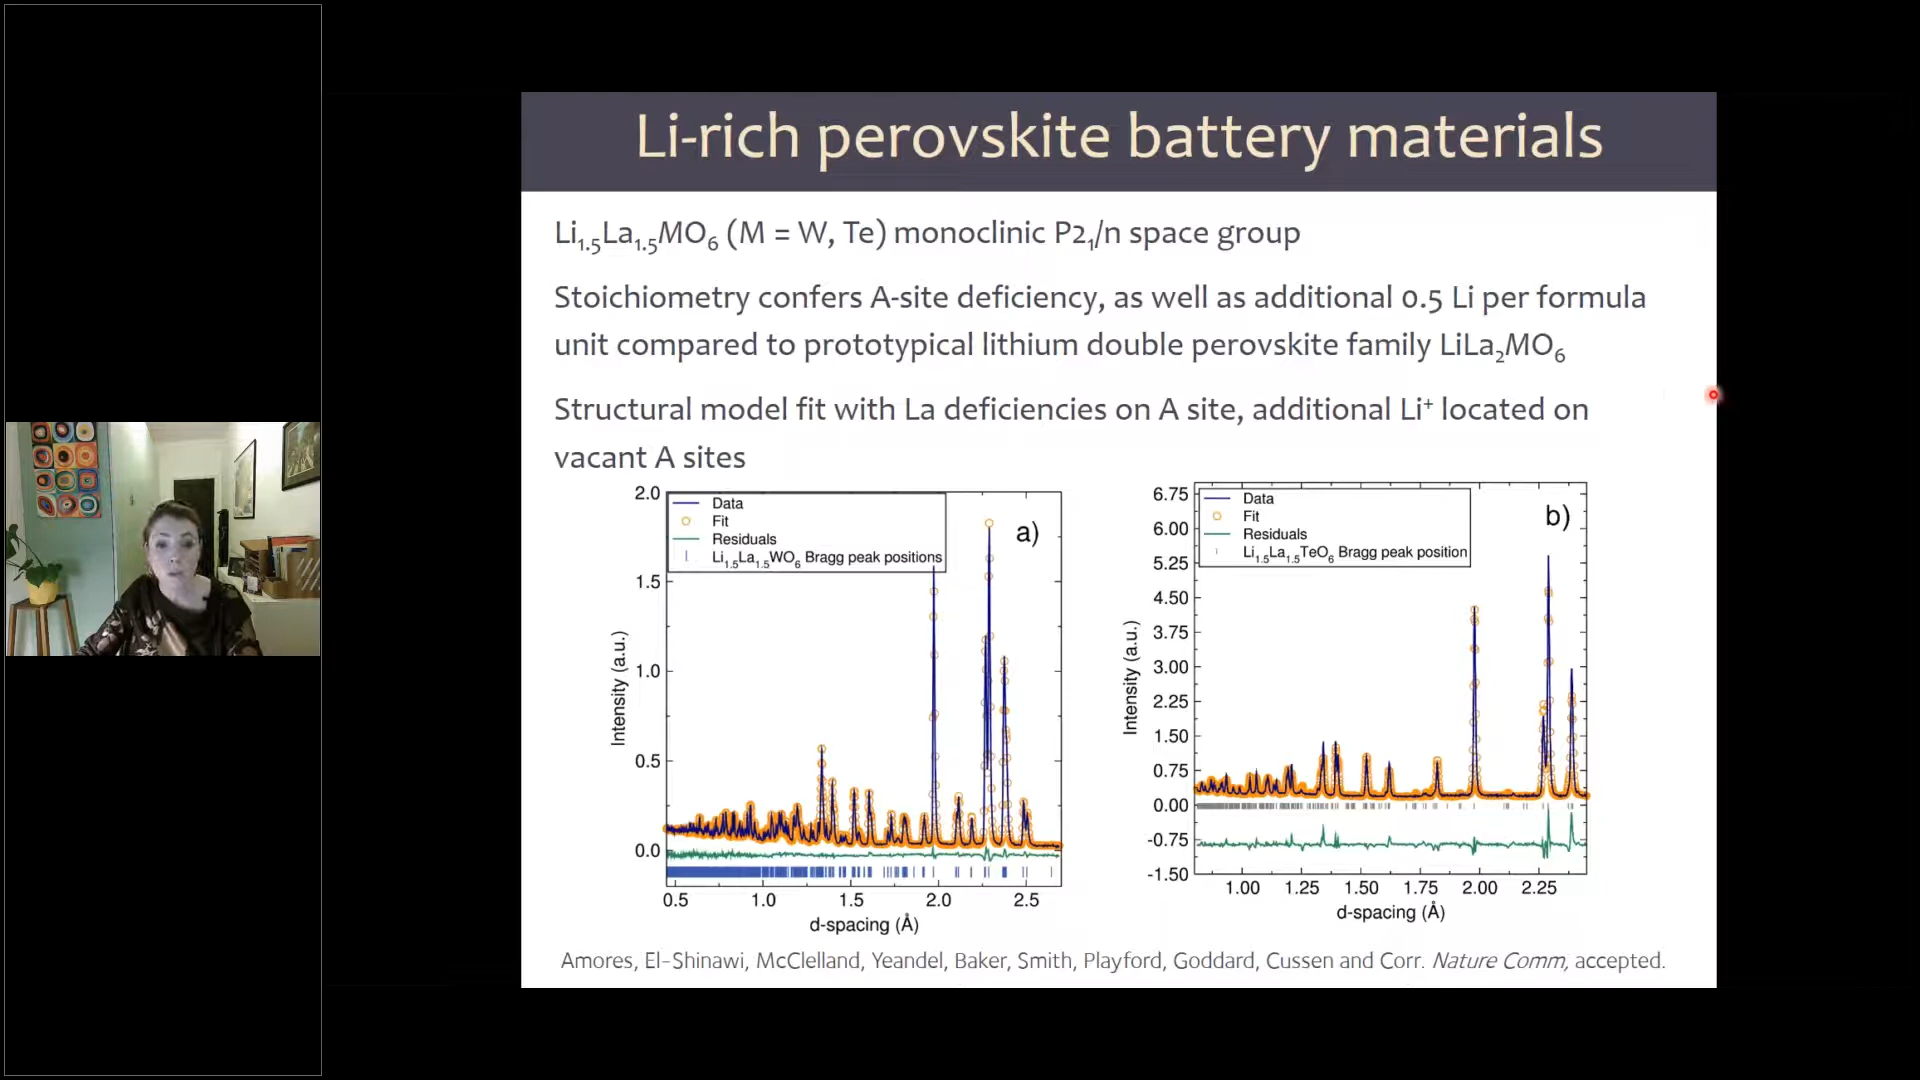 Li-rich perovskite battery materials
Li₁.₅La₁.₅MO₆ (M = W, Te) monoclinic P2₁/n space group
Stoichiometry confers A-site deficiency, as well as additional 0.5 Li per formula
unit compared to prototypical lithium double perovskite family LiLa₂MO₆
Structural model fit with La deficiencies on A site, additional Li⁺ located on
vacant A sites
Data
Fit
Residuals
Li₁.₅La₁.₅WO₆ Bragg peak positions
a)
2.0
1.5
1.0
0.5
0.0
Intensity (a.u.)
0.5 1.0 1.5 2.0 2.5
d-spacing (Å)
Data
Fit
Residuals
Li₁.₅La₁.₅TeO₆ Bragg peak position
b)
6.75
6.00
5.25
4.50
3.75
3.00
2.25
1.50
0.75
0.00
-0.75
-1.50
Intensity (a.u.)
1.00 1.25 1.50 1.75 2.00 2.25
d-spacing (Å)
Amores, El-Shinawi, McClelland, Yeandel, Baker, Smith, Playford, Goddard, Cussen and Corr. Nature Comm, accepted.